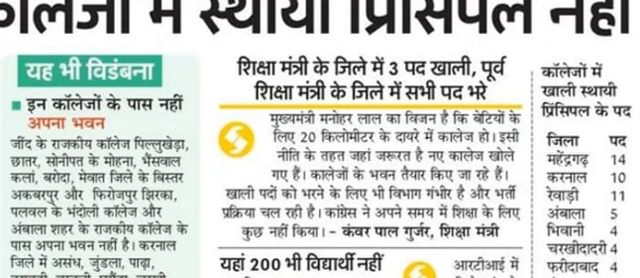 कॉलेजों में स्थायी प्रिंसिपल नहीं
यह भी विडंबना
इन कॉलेजों के पास नहीं
अपना भवन
जींद के राजकीय कॉलेज पिल्लुखेड़ा,
छातर, सोनीपत के मोहना, भैंसवाल
कलां, बरोदा, मेवात जिले के बिस्तर
अकबरपुर और फिरोजपुर झिरका,
पलवल के भंदोली कॉलेज और
अंबाला शहर के राजकीय कॉलेज के
पास अपना भवन नहीं है। करनाल
जिले में असंध, जुंडला, पाढ़ा,
शिक्षा मंत्री के जिले में 3 पद खाली, पूर्व
शिक्षा मंत्री के जिले में सभी पद भरे
मुख्यमंत्री मनोहर लाल का विजन है कि बेटियों के
लिए 20 किलोमीटर के दायरे में कालेज हो। इसी
नीति के तहत जहां जरूरत है नए कालेज खोले
गए हैं। कालेजों के भवन तैयार किए जा रहे हैं।
खाली पदों को भरने के लिए भी विभाग गंभीर है और भर्ती
प्रक्रिया चल रही है। कांग्रेस ने अपने समय में शिक्षा के लिए
कुछ नहीं किया। - कंवर पाल गुर्जर, शिक्षा मंत्री
यहां 200 भी विद्यार्थी नहीं
आरटीआई में
कॉलेजों में
खाली स्थायी
प्रिंसिपल के पद
जिला पद
महेंद्रगढ़ 14
करनाल 10
रेवाड़ी 11
अंबाला 5
भिवानी 4
चरखीदादरी 4
फरीदाबाद 4